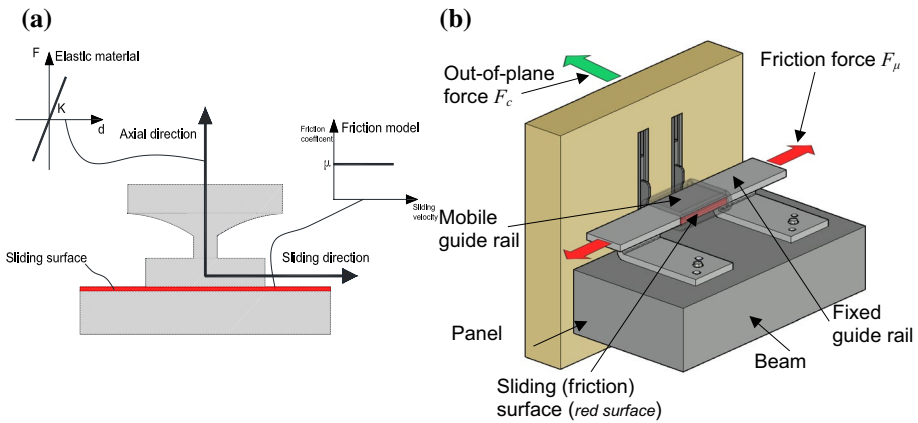 (a)
F
Elastic material
K
d
Axial direction
Friction
coefficent
Friction model
μ
Sliding
velocity
Sliding surface
Sliding direction
(b)
Out-of-plane
force Fc
Friction force Fμ
Mobile
guide rail
Panel
Fixed
guide rail
Beam
Sliding (friction)
surface (red surface)